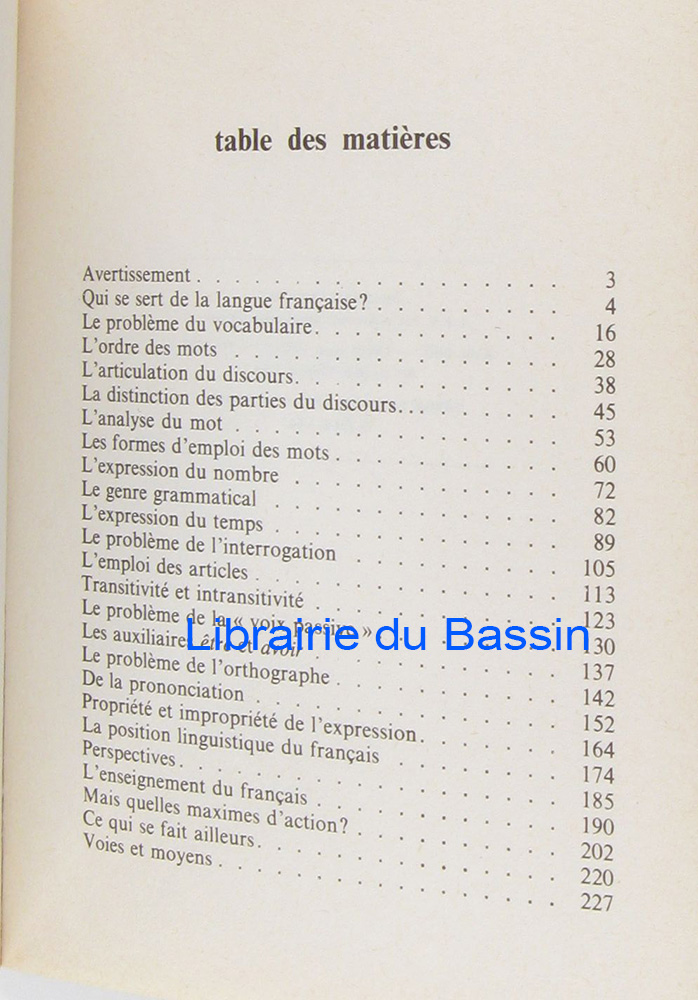 table des matières
Avertissement . . . . . . . . . . . . . . . . . 3
Qui se sert de la langue française? . . . . . . . . . 4
Le problème du vocabulaire. . . . . . . . . . . . 16
L'ordre des mots . . . . . . . . . . . . . . . . 28
L'articulation du discours. . . . . . . . . . . . . 38
La distinction des parties du discours. . . . . . . . . 45
L'analyse du mot . . . . . . . . . . . . . . . . 53
Les formes d'emploi des mots . . . . . . . . . . . 60
L'expression du nombre . . . . . . . . . . . . . 72
Le genre grammatical . . . . . . . . . . . . . . 82
L'expression du temps . . . . . . . . . . . . . . 89
Le problème de l'interrogation . . . . . . . . . . . 105
L'emploi des articles . . . . . . . . . . . . . . . 113
Transitivité et intransitivité . . . . . . . . . . . . 123
Le problème de la « voix passive » . . . . . . . . . 130
Les auxiliaires être et avoir . . . . . . . . . . . . 137
Le problème de l'orthographe . . . . . . . . . . . 142
De la prononciation . . . . . . . . . . . . . . . 152
Propriété et impropriété de l'expression. . . . . . . . 164
La position linguistique du français . . . . . . . . . 174
Perspectives. . . . . . . . . . . . . . . . . . 185
L'enseignement du français . . . . . . . . . . . . 190
Mais quelles maximes d'action? . . . . . . . . . . 202
Ce qui se fait ailleurs. . . . . . . . . . . . . . . 220
Voies et moyens . . . . . . . . . . . . . . . . 227
Librairie du Bassin